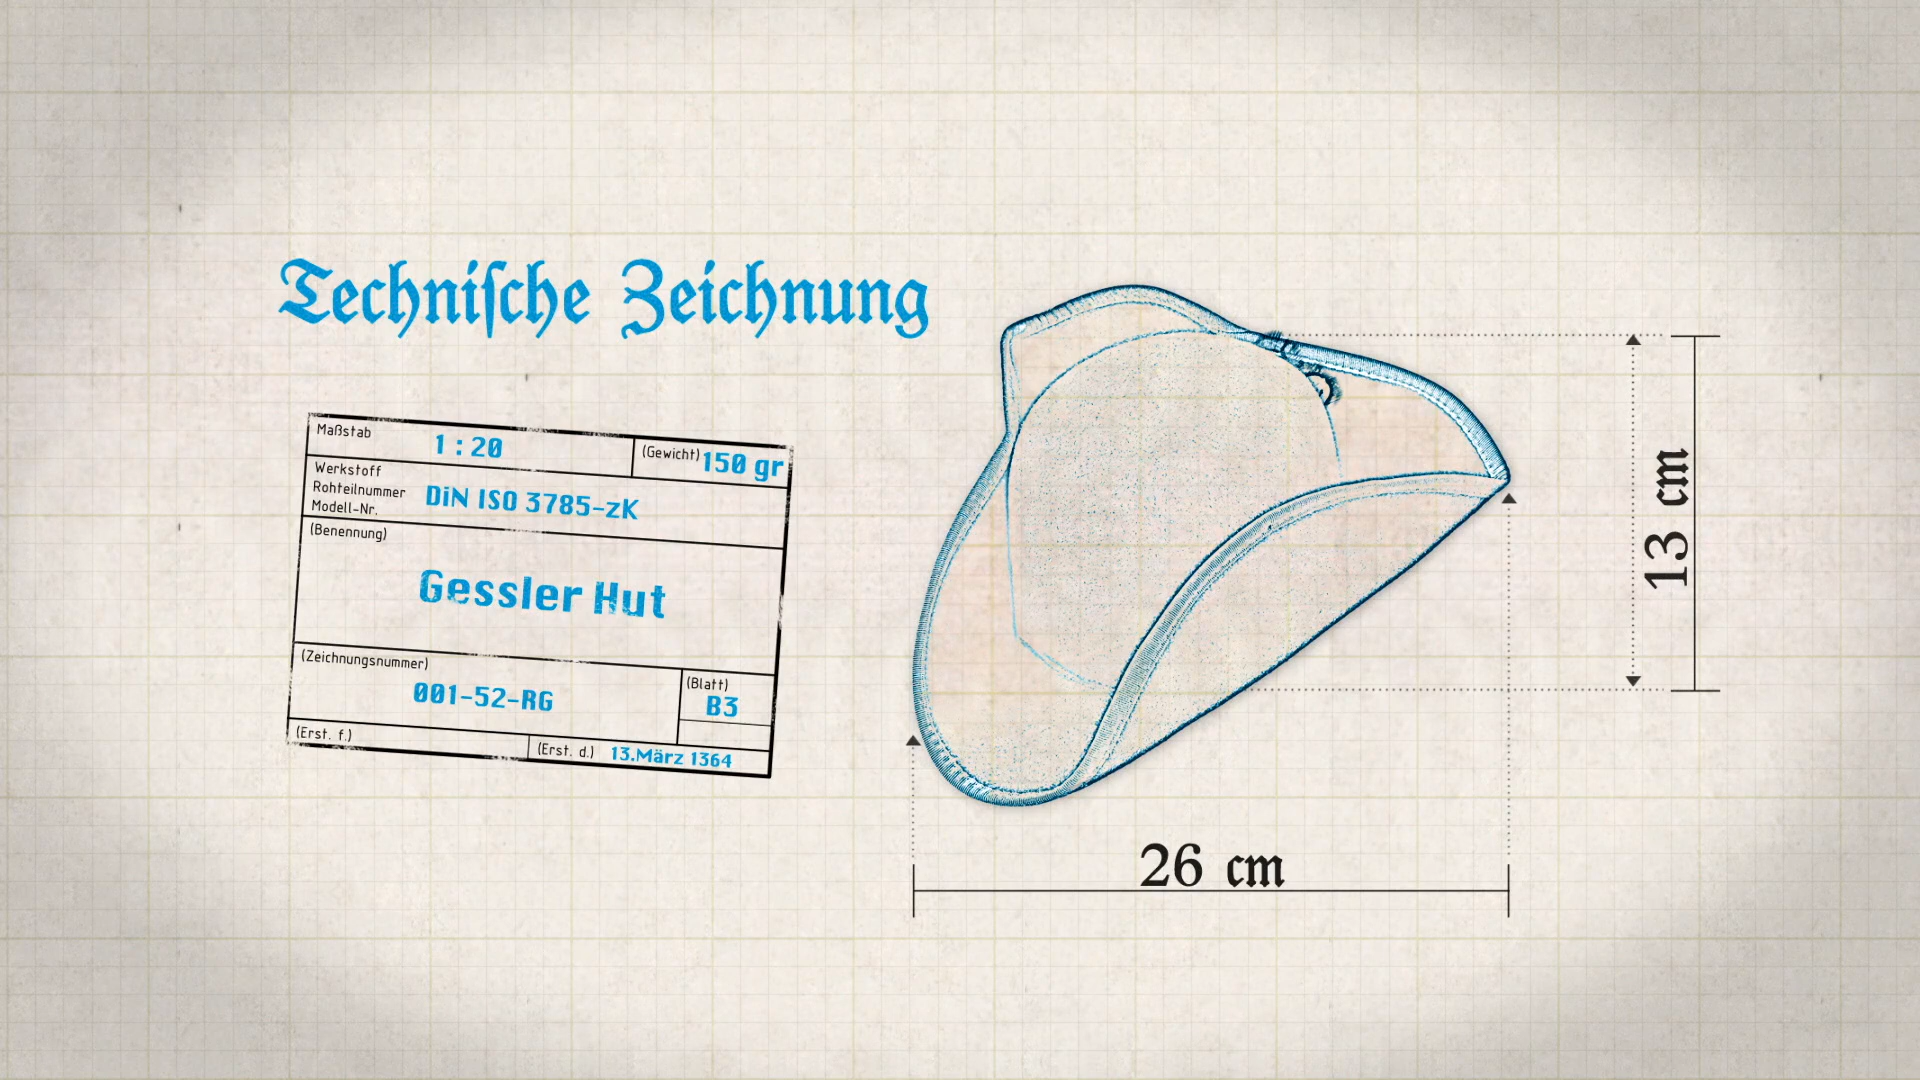 Techniſche Zeichnung
Maßstab 1 : 20 (Gewicht) 150 gr
Werkstoff
Rohteilnummer DiN ISO 3785-zK
Modell-Nr.
(Benennung)
Gessler Hut
(Zeichnungsnummer)
001-52-RG
(Blatt)
B3
(Erst. f.) (Erst. d.) 13.März 1364
13 cm
26 cm